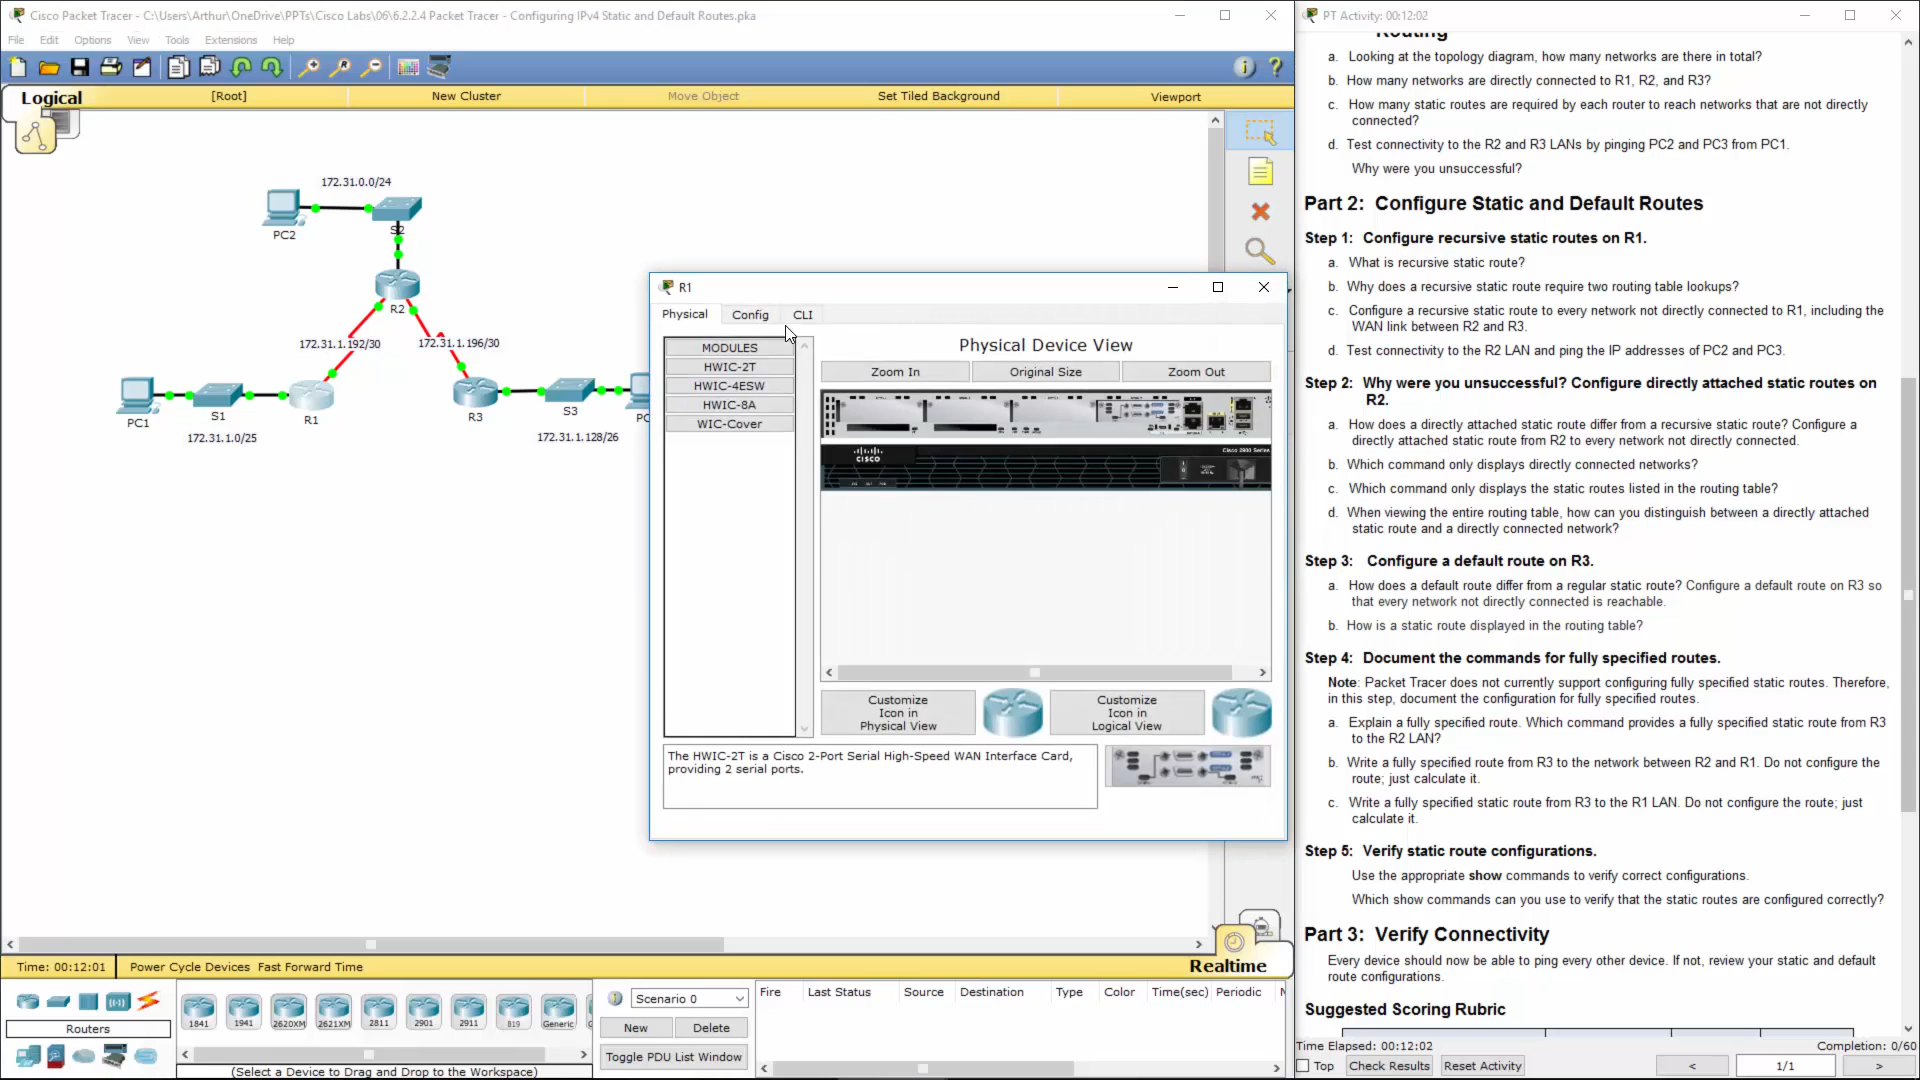 Cisco Packet Tracer - C:\Users\Arthur\OneDrive\PPTs\Cisco Labs\06\6.2.2.4 Packet Tracer - Configuring IPv4 Static and Default Routes.pka
File Edit Options View Tools Extensions Help
Logical [Root] New Cluster Move Object Set Tiled Background Viewport
172.31.0.0/24
PC2
S2
R2
172.31.1.192/30
172.31.1.196/30
PC1
S1
R1
R3
S3
PC
172.31.1.0/25
172.31.1.128/26
R1
Physical Config CLI
MODULES
HWIC-2T
HWIC-4ESW
HWIC-8A
WIC-Cover
Physical Device View
Zoom In Original Size Zoom Out
CISCO
Cisco 2900 Series
Customize
Icon in
Physical View
Customize
Icon in
Logical View
The HWIC-2T is a Cisco 2-Port Serial High-Speed WAN Interface Card,
providing 2 serial ports.
Realtime
Time: 00:12:01 Power Cycle Devices Fast Forward Time
Routers
1841 1941 2620XM 2621XM 2811 2901 2911 819 Generic
(Select a Device to Drag and Drop to the Workspace)
Scenario 0
New Delete
Toggle PDU List Window
Fire Last Status Source Destination Type Color Time(sec) Periodic
PT Activity: 00:12:02
Routing
a. Looking at the topology diagram, how many networks are there in total?
b. How many networks are directly connected to R1, R2, and R3?
c. How many static routes are required by each router to reach networks that are not directly
connected?
d. Test connectivity to the R2 and R3 LANs by pinging PC2 and PC3 from PC1.
Why were you unsuccessful?
Part 2: Configure Static and Default Routes
Step 1: Configure recursive static routes on R1.
a. What is recursive static route?
b. Why does a recursive static route require two routing table lookups?
c. Configure a recursive static route to every network not directly connected to R1, including the
WAN link between R2 and R3.
d. Test connectivity to the R2 LAN and ping the IP addresses of PC2 and PC3.
Step 2: Why were you unsuccessful? Configure directly attached static routes on
R2.
a. How does a directly attached static route differ from a recursive static route? Configure a
directly attached static route from R2 to every network not directly connected.
b. Which command only displays directly connected networks?
c. Which command only displays the static routes listed in the routing table?
d. When viewing the entire routing table, how can you distinguish between a directly attached
static route and a directly connected network?
Step 3: Configure a default route on R3.
a. How does a default route differ from a regular static route? Configure a default route on R3 so
that every network not directly connected is reachable.
b. How is a static route displayed in the routing table?
Step 4: Document the commands for fully specified routes.
Note: Packet Tracer does not currently support configuring fully specified static routes. Therefore,
in this step, document the configuration for fully specified routes.
a. Explain a fully specified route. Which command provides a fully specified static route from R3
to the R2 LAN?
b. Write a fully specified route from R3 to the network between R2 and R1. Do not configure the
route; just calculate it.
c. Write a fully specified static route from R3 to the R1 LAN. Do not configure the route; just
calculate it.
Step 5: Verify static route configurations.
Use the appropriate show commands to verify correct configurations.
Which show commands can you use to verify that the static routes are configured correctly?
Part 3: Verify Connectivity
Every device should now be able to ping every other device. If not, review your static and default
route configurations.
Suggested Scoring Rubric
Time Elapsed: 00:12:02 Completion: 0/60
Top Check Results Reset Activity < 1/1 >